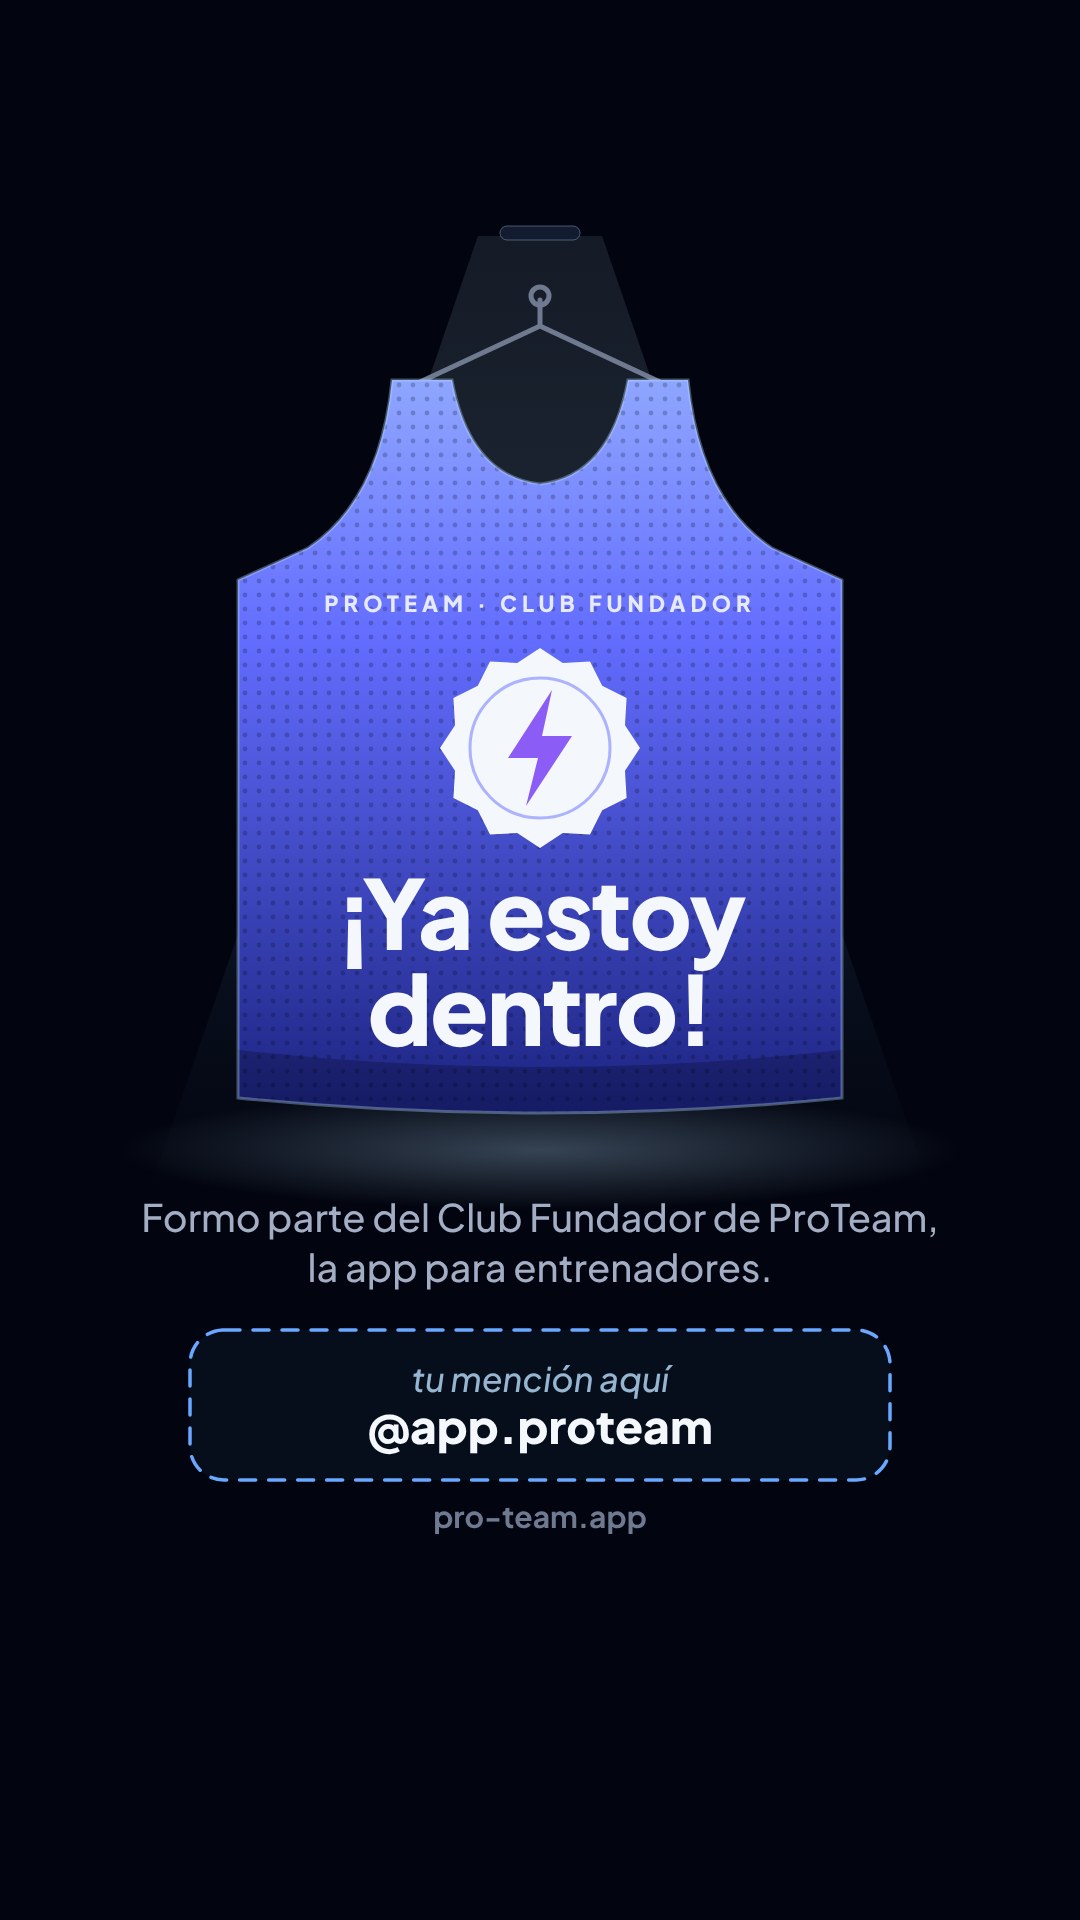 PROTEAM · CLUB FUNDADOR
¡Ya estoy
dentro!
Formo parte del Club Fundador de ProTeam,
la app para entrenadores.
tu mención aquí
@app.proteam
pro-team.app